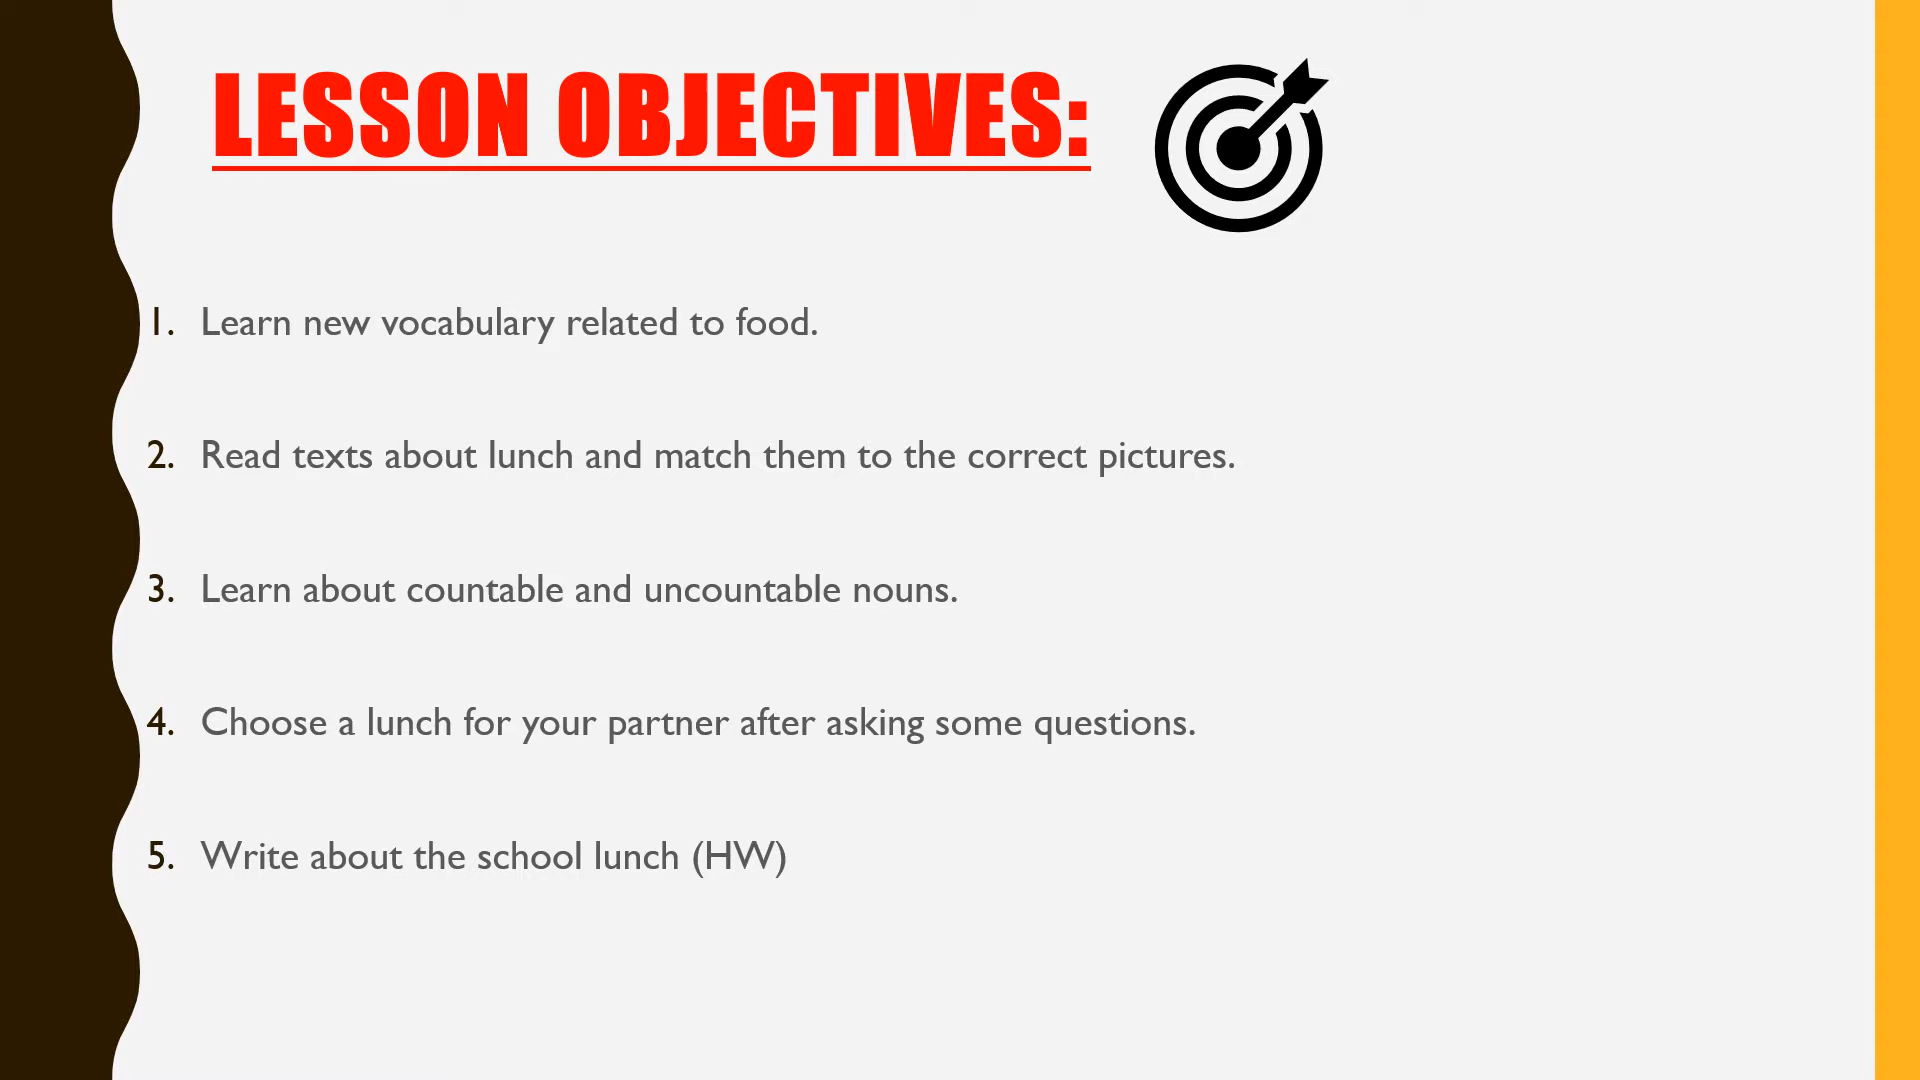 LESSON OBJECTIVES:
1. Learn new vocabulary related to food.
2. Read texts about lunch and match them to the correct pictures.
3. Learn about countable and uncountable nouns.
4. Choose a lunch for your partner after asking some questions.
5. Write about the school lunch (HW)